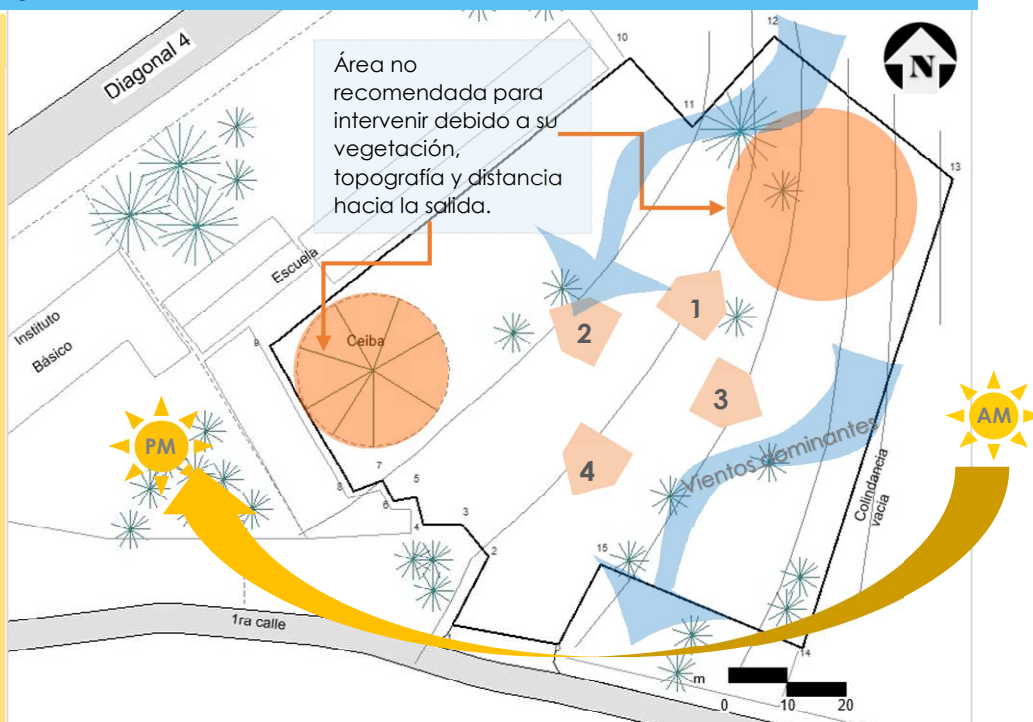 Diagonal 4
Área no
recomendada para
intervenir debido a su
vegetación,
topografía y distancia
hacia la salida.
10
12
N
11
13
Escuela
Instituto
Básico
9
Ceiba
1
2
3
4
PM
AM
Vientos dominantes
Colindancia
vacia
7
8
5
6
4
3
2
15
1
1ra calle
14
m
0
10
20